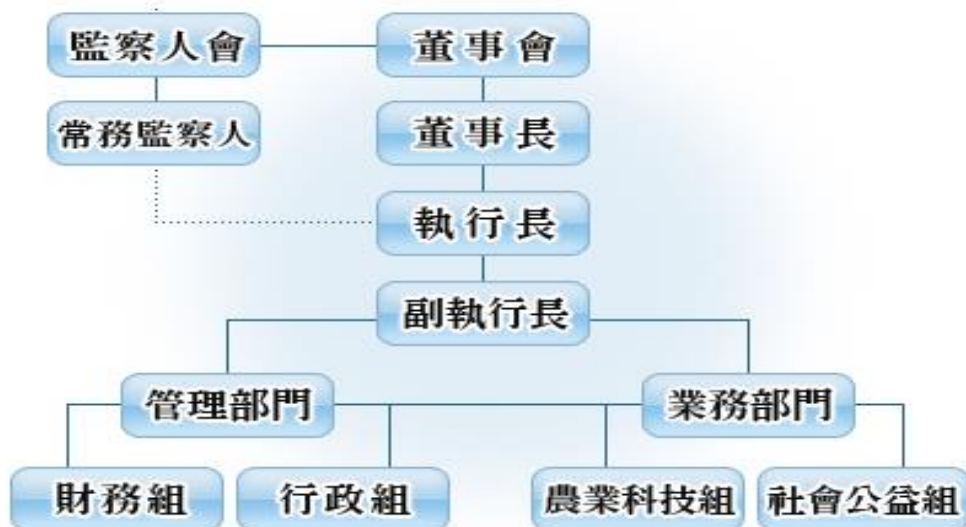 監察人會
董事會
常務監察人
董事長
執行長
副執行長
管理部門
業務部門
財務組
行政組
農業科技組
社會公益組